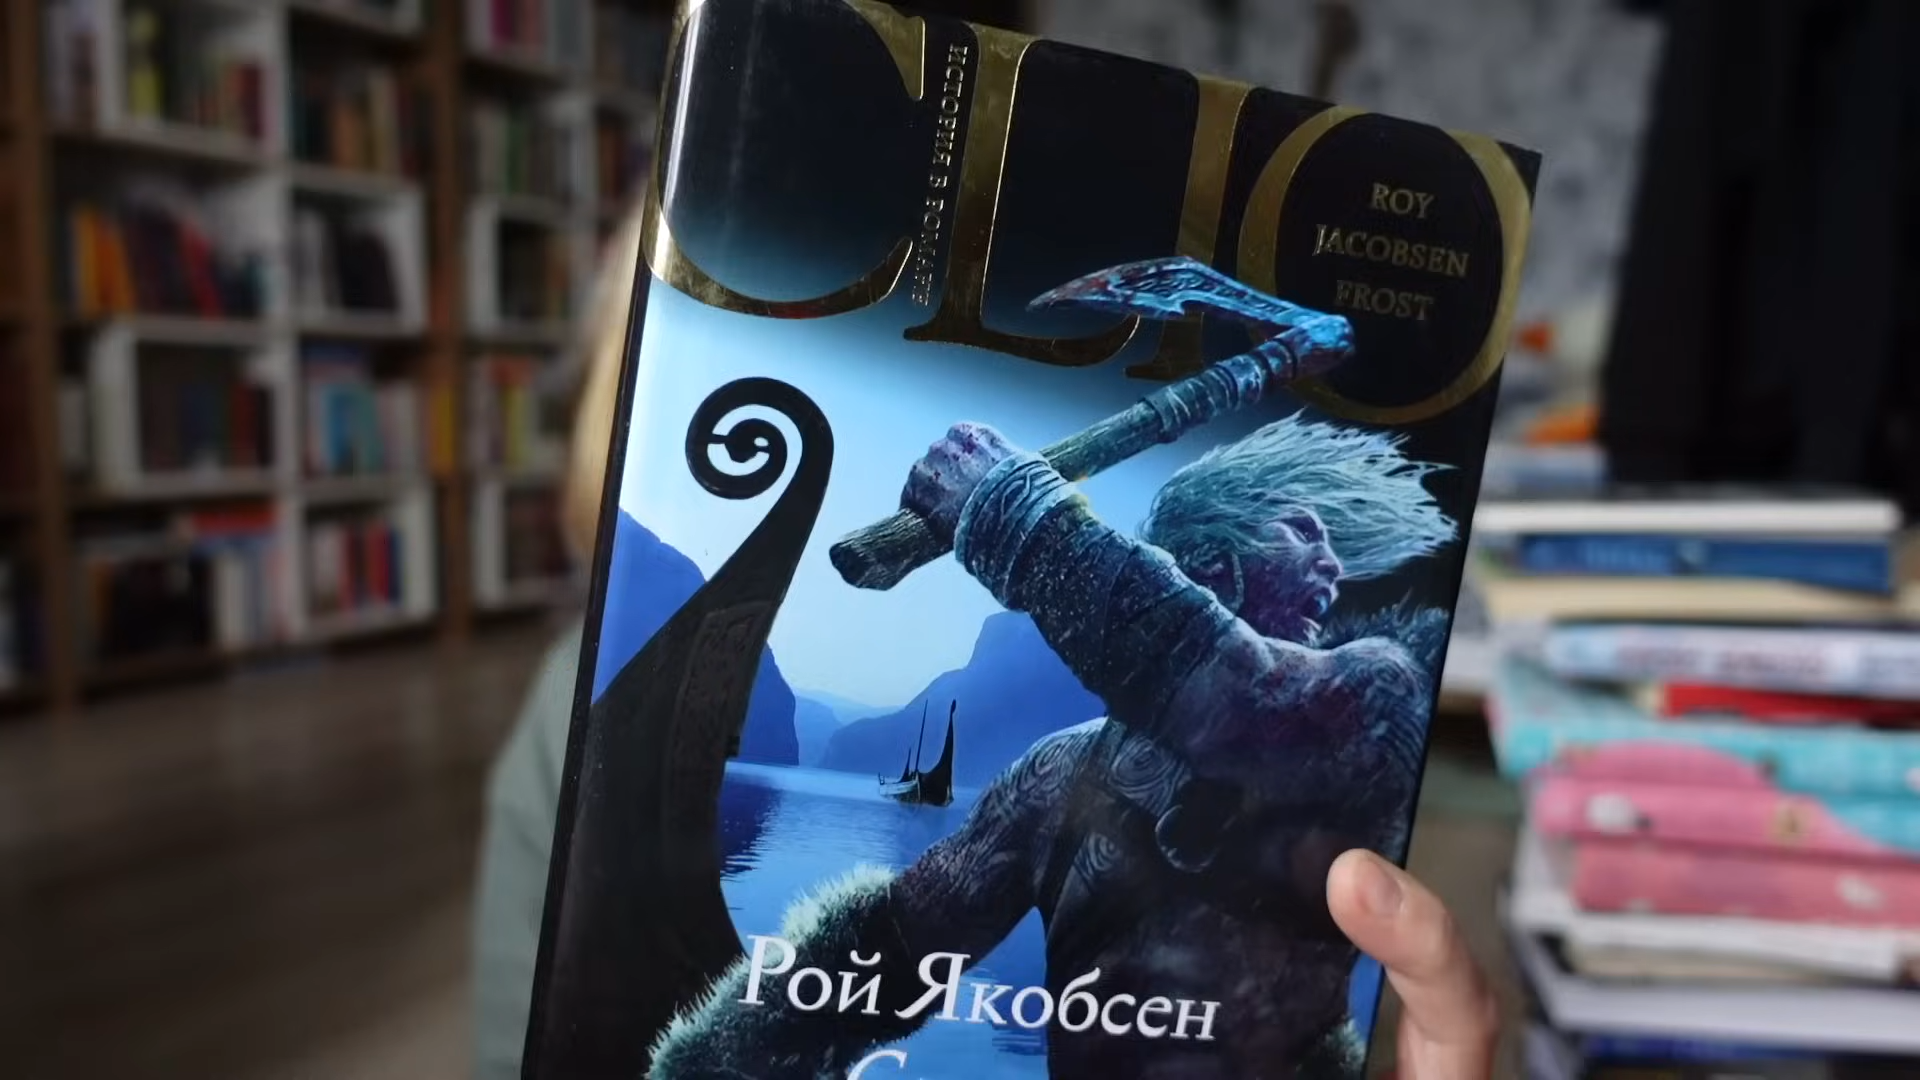 CLIO
ИСТОРИЯ В РОМАНЕ
ROY
JACOBSEN
FROST
Рой Якобсен